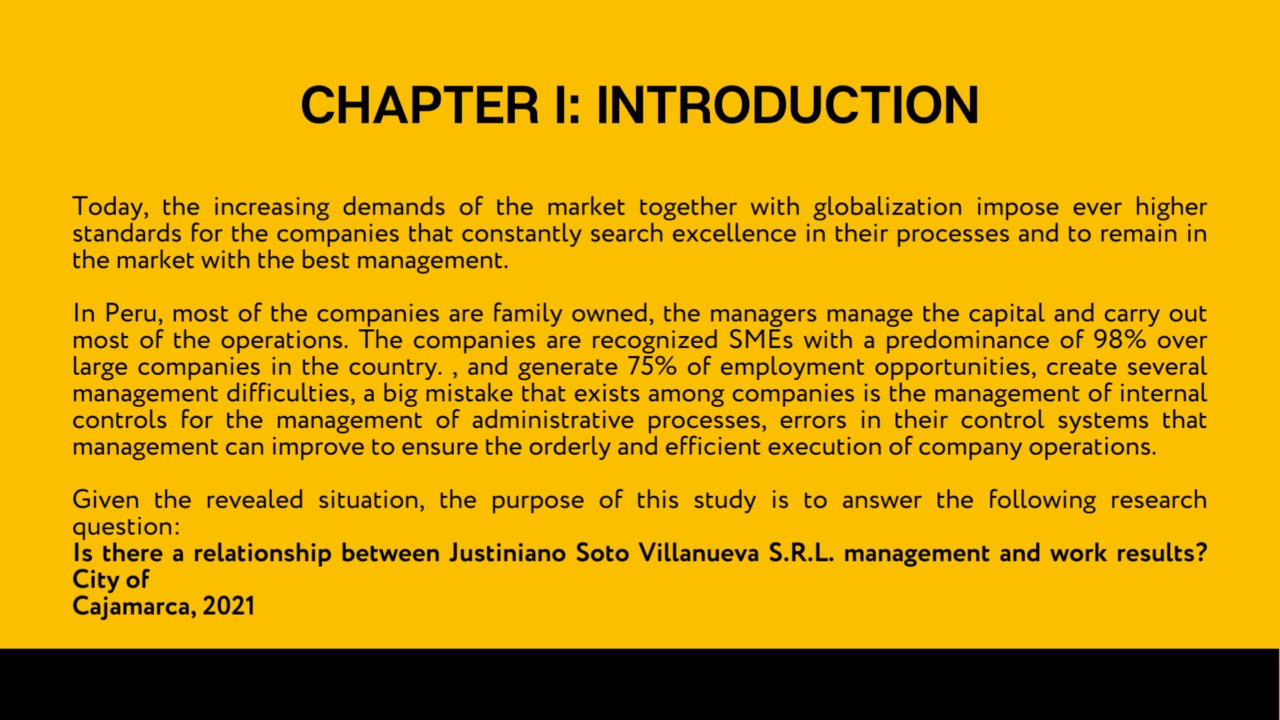 CHAPTER I: INTRODUCTION
Today, the increasing demands of the market together with globalization impose ever higher
standards for the companies that constantly search excellence in their processes and to remain in
the market with the best management.
In Peru, most of the companies are family owned, the managers manage the capital and carry out
most of the operations. The companies are recognized SMEs with a predominance of 98% over
large companies in the country. , and generate 75% of employment opportunities, create several
management difficulties, a big mistake that exists among companies is the management of internal
controls for the management of administrative processes, errors in their control systems that
management can improve to ensure the orderly and efficient execution of company operations.
Given the revealed situation, the purpose of this study is to answer the following research
question:
Is there a relationship between Justiniano Soto Villanueva S.R.L. management and work results?
City of
Cajamarca, 2021